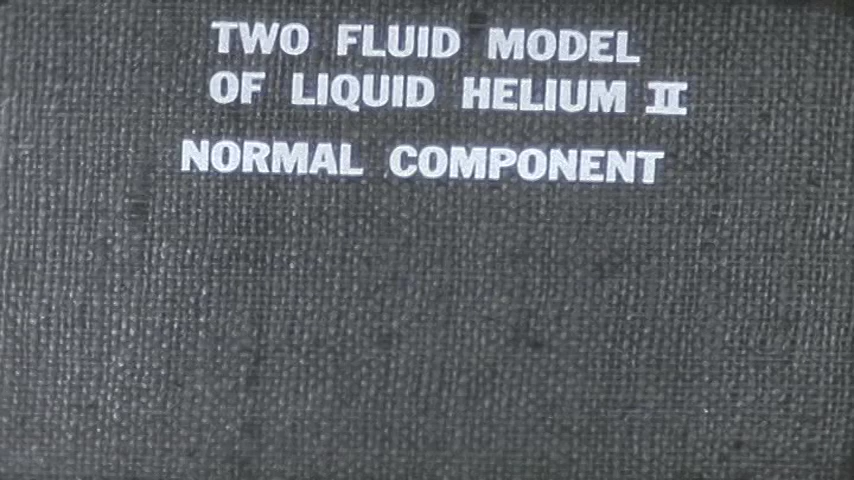 TWO FLUID MODEL
OF LIQUID HELIUM II
NORMAL COMPONENT